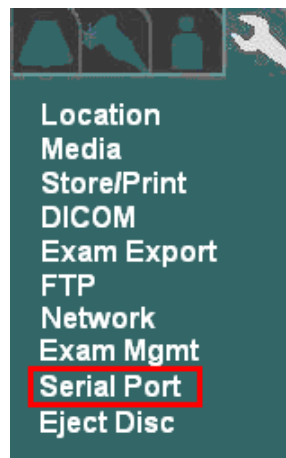 Location
Media
Store/Print
DICOM
Exam Export
FTP
Network
Exam Mgmt
Serial Port
Eject Disc